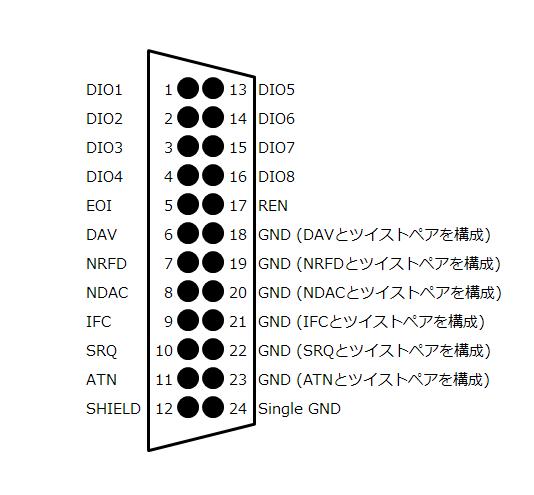 DIO1 1 13 DIO5
DIO2 2 14 DIO6
DIO3 3 15 DIO7
DIO4 4 16 DIO8
EOI 5 17 REN
DAV 6 18 GND (DAVとツイストペアを構成)
NRFD 7 19 GND (NRFDとツイストペアを構成)
NDAC 8 20 GND (NDACとツイストペアを構成)
IFC 9 21 GND (IFCとツイストペアを構成)
SRQ 10 22 GND (SRQとツイストペアを構成)
ATN 11 23 GND (ATNとツイストペアを構成)
SHIELD 12 24 Single GND